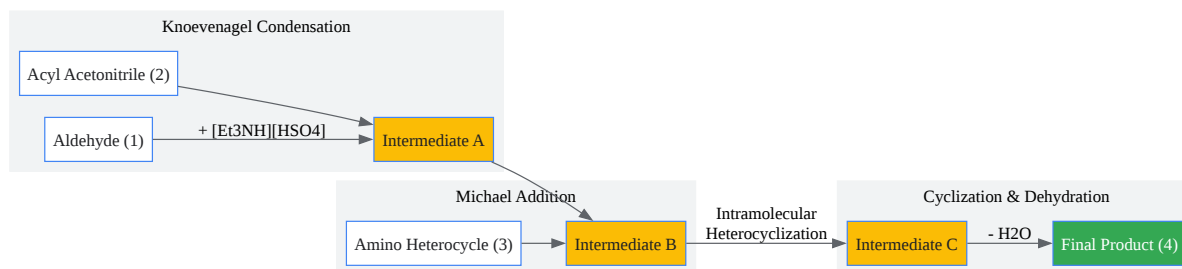 Knoevenagel Condensation
Acyl Acetonitrile (2)
Aldehyde (1)
+ [Et3NH][HSO4]
Intermediate A
Michael Addition
Amino Heterocycle (3)
Intermediate B
Intramolecular
Heterocyclization
Cyclization & Dehydration
Intermediate C
- H2O
Final Product (4)